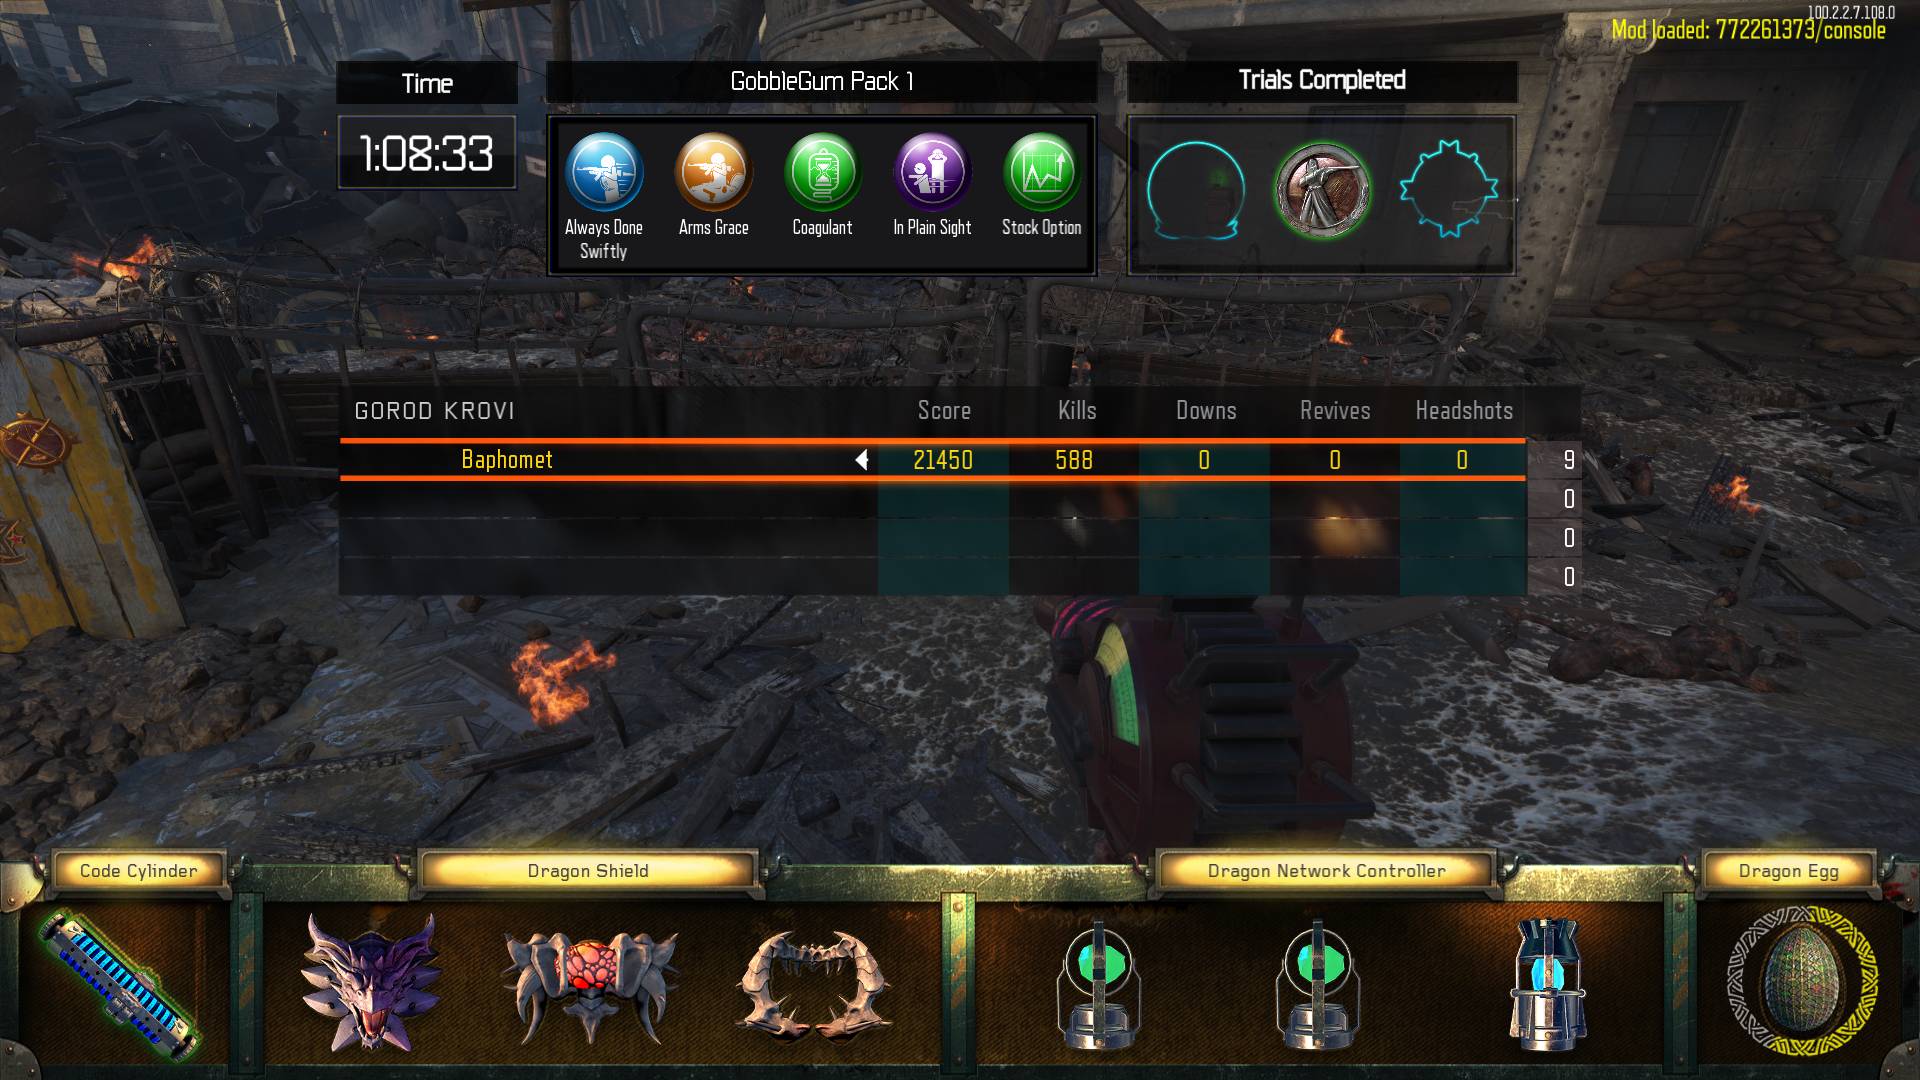 100.2.2.7.108.0
Mod loaded: 772261373/console
Time
GobbleGum Pack 1
Trials Completed
1:08:33
Always Done Swiftly
Arms Grace
Coagulant
In Plain Sight
Stock Option
GOROD KROVI Score Kills Downs Revives Headshots
Baphomet 21450 588 0 0 0 9
0
0
0
Code Cylinder
Dragon Shield
Dragon Network Controller
Dragon Egg